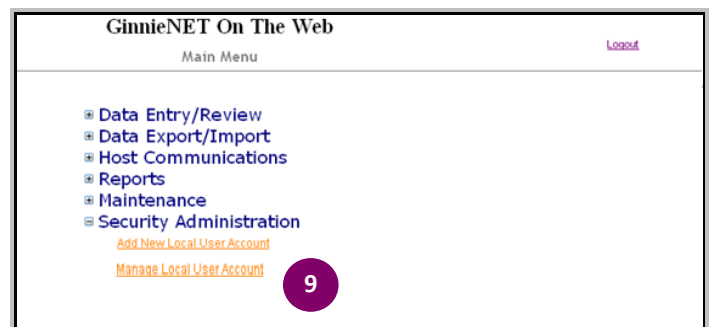 GinnieNET On The Web
Logout
Main Menu
Data Entry/Review
Data Export/Import
Host Communications
Reports
Maintenance
Security Administration
Add New Local User Account
Manage Local User Account
9